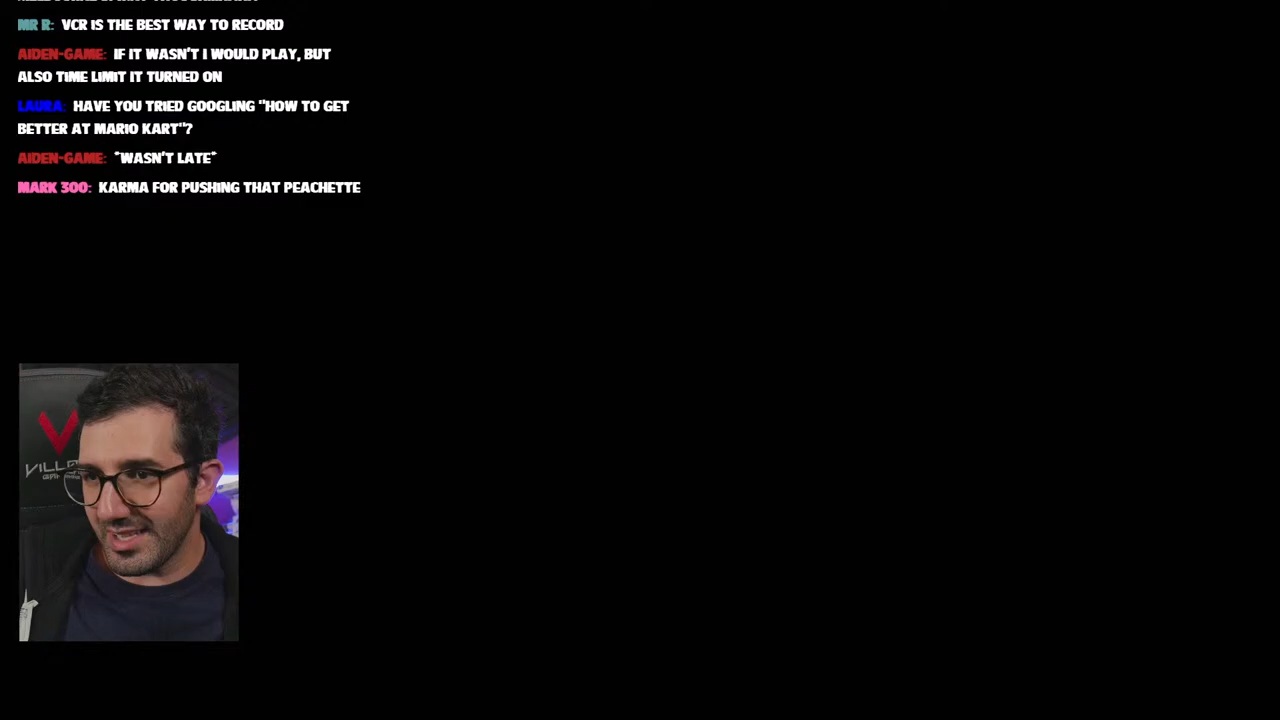 MR R: VCR IS THE BEST WAY TO RECORD
AIDEN-GAME: IF IT WASN'T I WOULD PLAY, BUT
ALSO TIME LIMIT IT TURNED ON
LAURA: HAVE YOU TRIED GOOGLING "HOW TO GET
BETTER AT MARIO KART"?
AIDEN-GAME: *WASN'T LATE*
MARK 300: KARMA FOR PUSHING THAT PEACHETTE